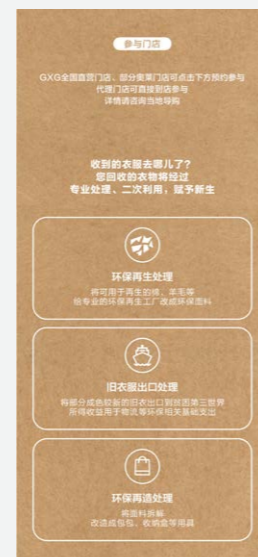 参与门店
GXG全国直营门店、部分奥莱门店可点击下方预约参与
代理门店可直接到店参与
详情请咨询当地导购
收到的衣服去哪儿了？
您回收的衣物将经过
专业处理、二次利用，赋予新生
环保再生处理
将可用于再生的棉、羊毛等
给专业的环保再生工厂改成环保面料
旧衣服出口处理
将部分成色较新的旧衣出口到贫困第三世界
所得收益用于物流等环保相关基础支出
环保再造处理
将面料拆解
改造成包包、收纳盒等用具